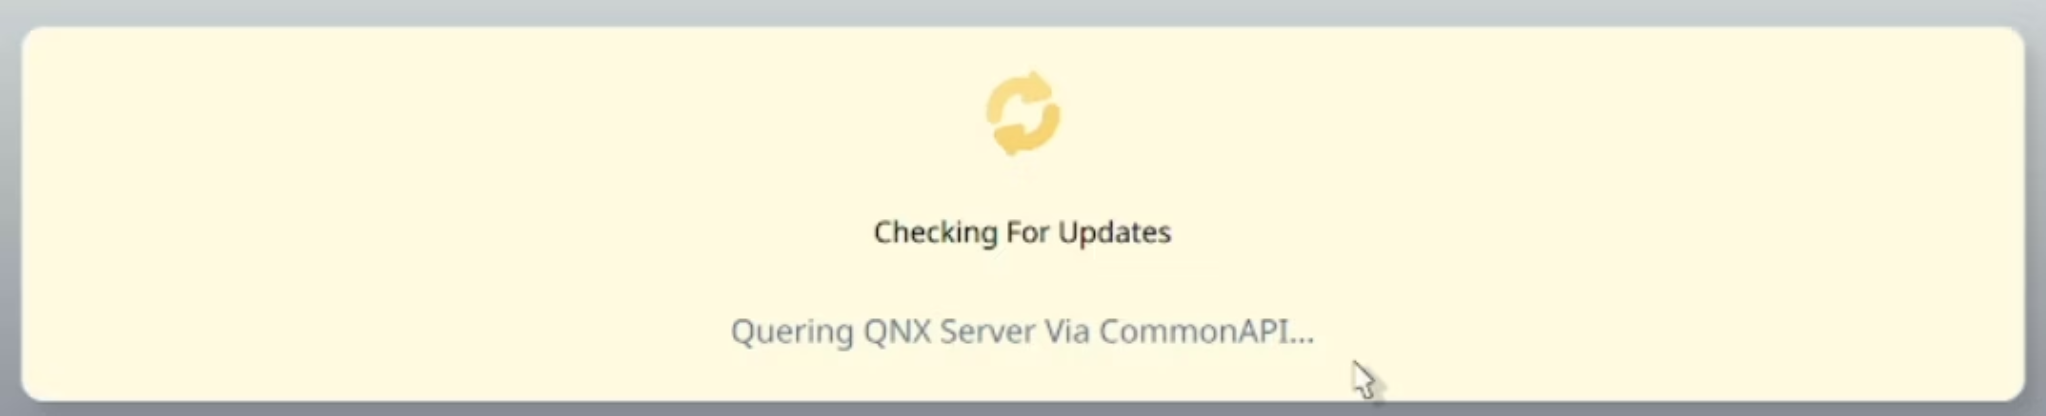 Checking For Updates
Quering QNX Server Via CommonAPI...